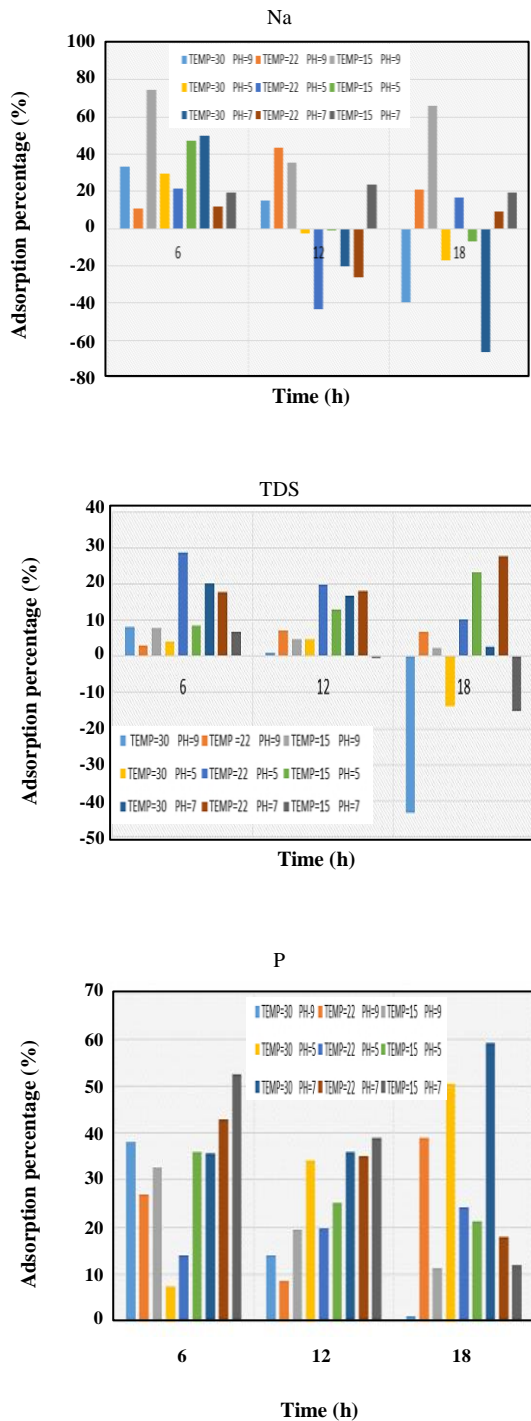 Na
Adsorption percentage (%)
100
80
60
40
20
0
-20
-40
-60
-80
TEMP=30 PH=9 TEMP=22 PH=9 TEMP=15 PH=9
TEMP=30 PH=5 TEMP=22 PH=5 TEMP=15 PH=5
TEMP=30 PH=7 TEMP=22 PH=7 TEMP=15 PH=7
6 12 18
Time (h)
TDS
Adsorption percentage (%)
40
30
20
10
0
-10
-20
-30
-40
-50
6 12 18
TEMP=30 PH=9 TEMP =22 PH=9 TEMP=15 PH=9
TEMP=30 PH=5 TEMP=22 PH=5 TEMP=15 PH=5
TEMP=30 PH=7 TEMP=22 PH=7 TEMP=15 PH=7
Time (h)
P
Adsorption percentage (%)
70
60
50
40
30
20
10
0
TEMP=30 PH-9 TEMP=22 PH=9 TEMP=15 PH=9
TEMP=30 PH=5 TEMP=22 PH=5 TEMP=15 PH=5
TEMP=30 PH=7 TEMP=22 PH=7 TEMP=15 PH=7
6 12 18
Time (h)